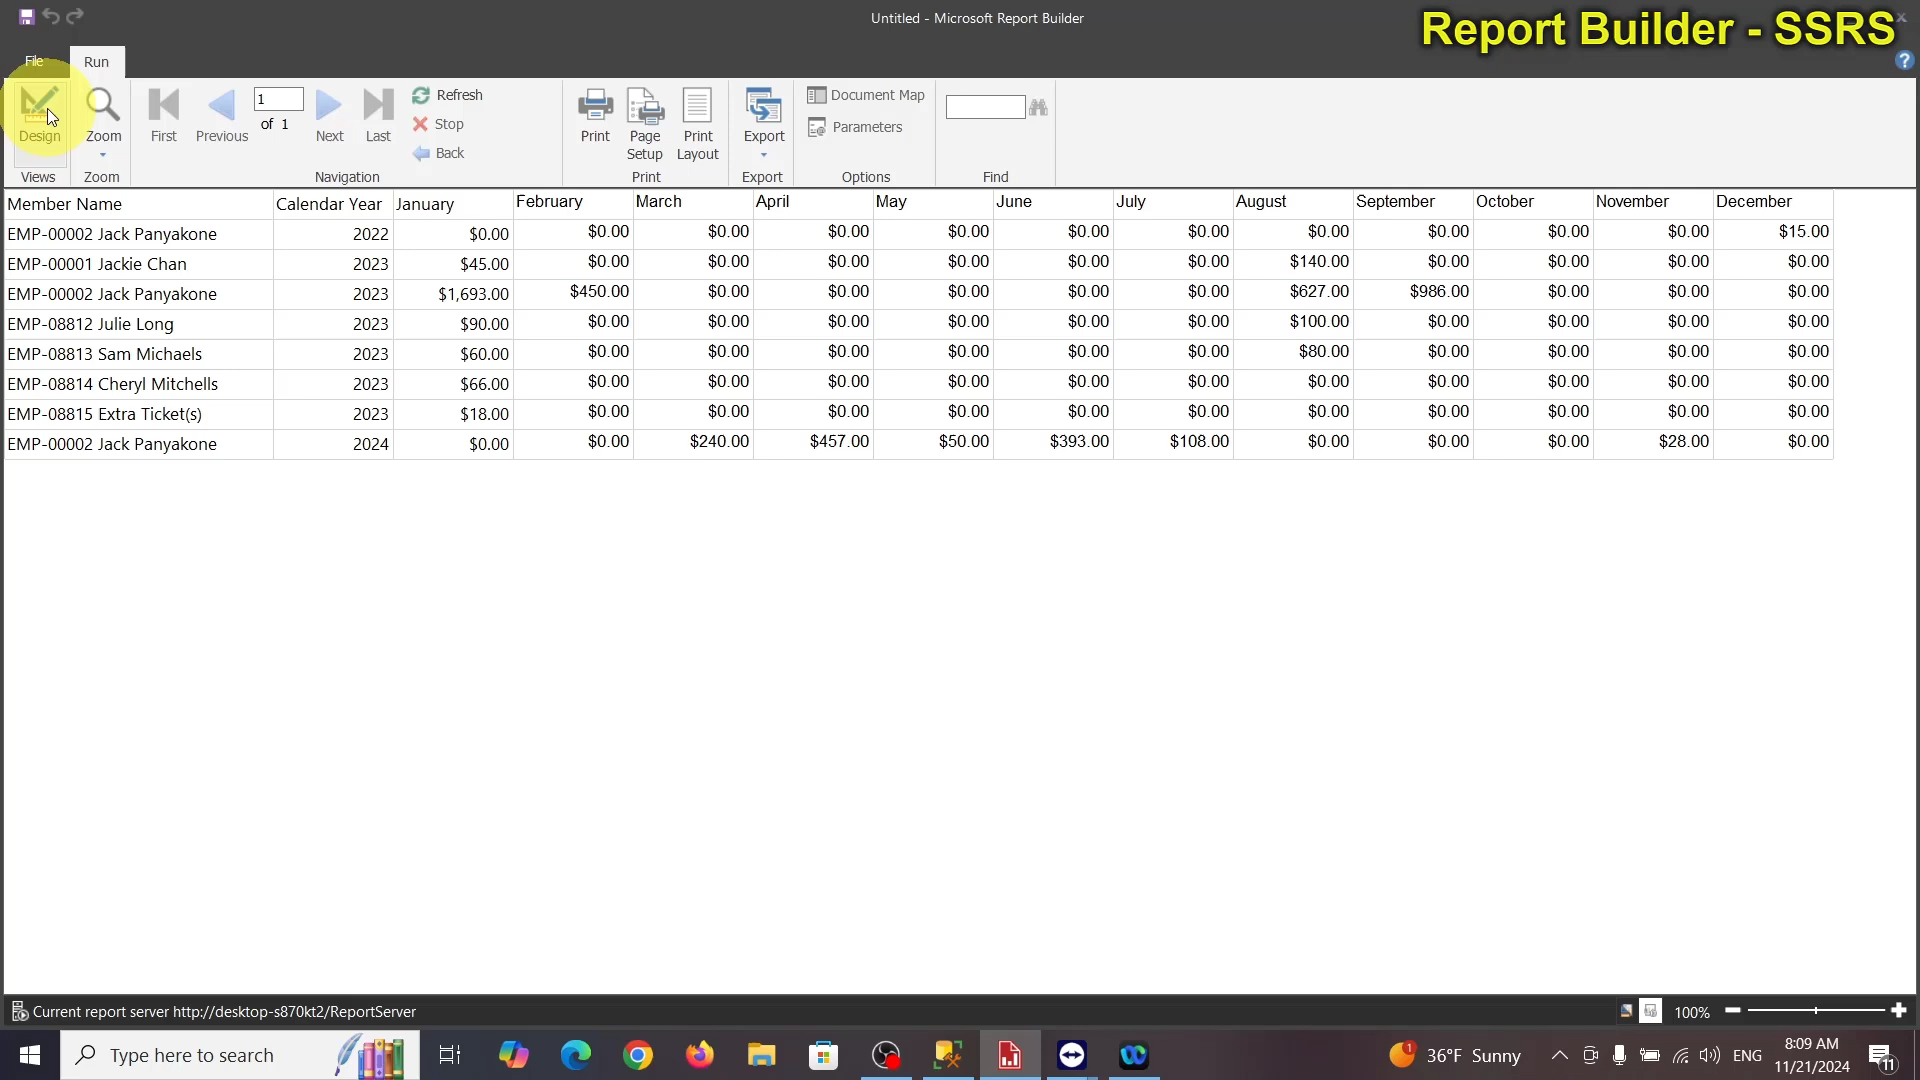 Untitled - Microsoft Report Builder
Report Builder - SSRS
File
Run
Design
Views
Zoom
Zoom
First
Previous
1
of 1
Next
Last
Refresh
Stop
Back
Navigation
Print
Page Setup
Print Layout
Print
Export
Export
Document Map
Parameters
Options
Find
Member Name Calendar Year January February March April May June July August September October November December
EMP-00002 Jack Panyakone 2022 $0.00 $0.00 $0.00 $0.00 $0.00 $0.00 $0.00 $0.00 $0.00 $0.00 $0.00 $15.00
EMP-00001 Jackie Chan 2023 $45.00 $0.00 $0.00 $0.00 $0.00 $0.00 $0.00 $140.00 $0.00 $0.00 $0.00 $0.00
EMP-00002 Jack Panyakone 2023 $1,693.00 $450.00 $0.00 $0.00 $0.00 $0.00 $0.00 $627.00 $986.00 $0.00 $0.00 $0.00
EMP-08812 Julie Long 2023 $90.00 $0.00 $0.00 $0.00 $0.00 $0.00 $0.00 $100.00 $0.00 $0.00 $0.00 $0.00
EMP-08813 Sam Michaels 2023 $60.00 $0.00 $0.00 $0.00 $0.00 $0.00 $0.00 $80.00 $0.00 $0.00 $0.00 $0.00
EMP-08814 Cheryl Mitchells 2023 $66.00 $0.00 $0.00 $0.00 $0.00 $0.00 $0.00 $0.00 $0.00 $0.00 $0.00 $0.00
EMP-08815 Extra Ticket(s) 2023 $18.00 $0.00 $0.00 $0.00 $0.00 $0.00 $0.00 $0.00 $0.00 $0.00 $0.00 $0.00
EMP-00002 Jack Panyakone 2024 $0.00 $0.00 $240.00 $457.00 $50.00 $393.00 $108.00 $0.00 $0.00 $0.00 $28.00 $0.00
Current report server http://desktop-s870kt2/ReportServer
100%
Type here to search
1
36°F Sunny
ENG
8:09 AM
11/21/2024
11